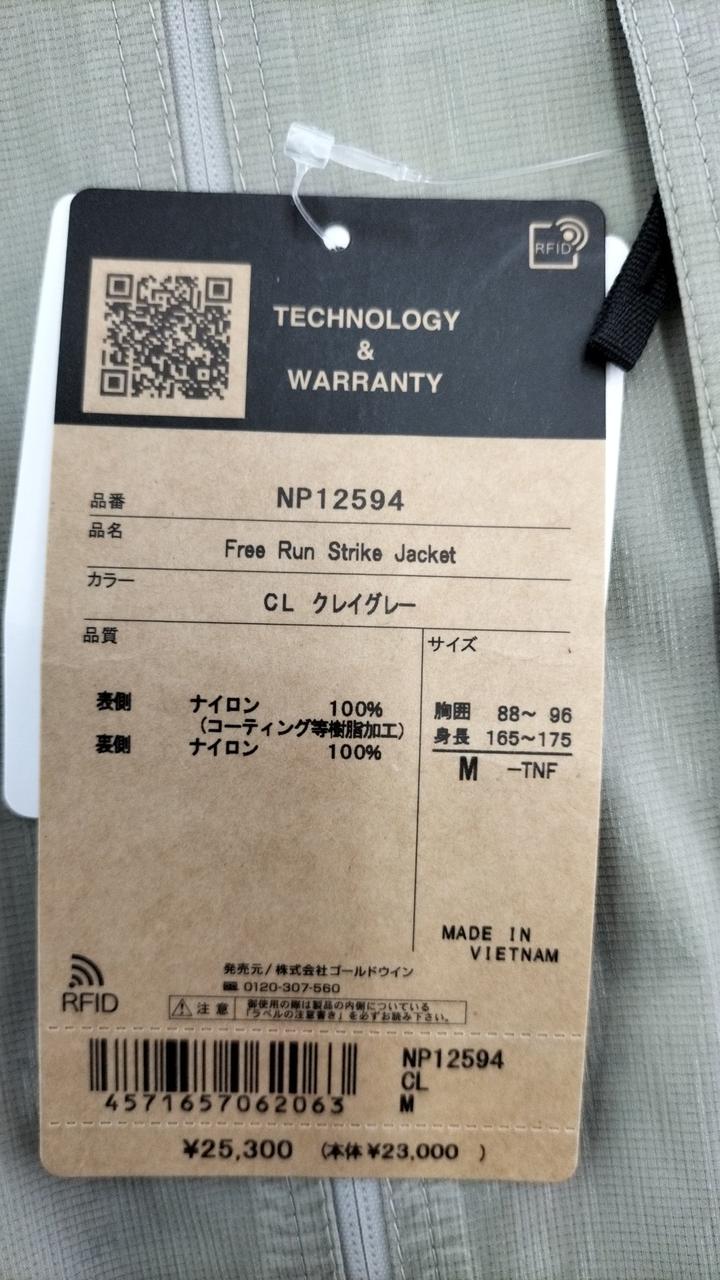 RFID
TECHNOLOGY
&
WARRANTY
品番 NP12594
品名 Free Run Strike Jacket
カラー CL クレイグレー
品質
表側 ナイロン 100%
(コーティング等樹脂加工)
裏側 ナイロン 100%
サイズ
胸囲 88～ 96
身長 165～175
M -TNF
MADE IN
VIETNAM
RFID
発売元/株式会社ゴールドウイン
0120-307-560
注意 御使用の際は製品の内側についている
「ラベルの注意書き」を必ずお読み下さい。
4571657062063
NP12594
CL
M
¥25,300 (本体¥23,000 )